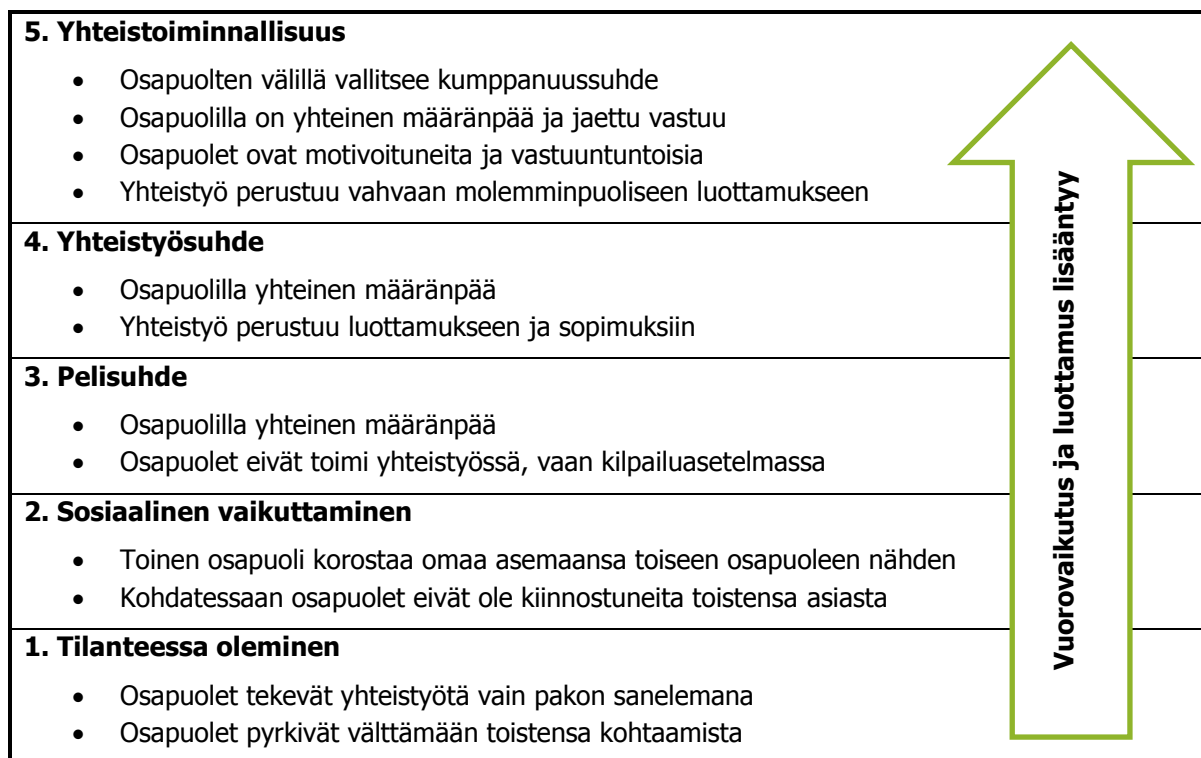 5. Yhteistoiminnallisuus
• Osapuolten välillä vallitsee kumppanuussuhde
• Osapuolilla on yhteinen määränpää ja jaettu vastuu
• Osapuolet ovat motivoituneita ja vastuuntuntoisia
• Yhteistyö perustuu vahvaan molemminpuoliseen luottamukseen
4. Yhteistyösuhde
• Osapuolilla yhteinen määränpää
• Yhteistyö perustuu luottamukseen ja sopimuksiin
3. Pelisuhde
• Osapuolilla yhteinen määränpää
• Osapuolet eivät toimi yhteistyössä, vaan kilpailuasetelmassa
2. Sosiaalinen vaikuttaminen
• Toinen osapuoli korostaa omaa asemaansa toiseen osapuoleen nähden
• Kohdatessaan osapuolet eivät ole kiinnostuneita toistensa asiasta
1. Tilanteessa oleminen
• Osapuolet tekevät yhteistyötä vain pakon sanelemana
• Osapuolet pyrkivät välttämään toistensa kohtaamista
Vuorovaikutus ja luottamus lisääntyy